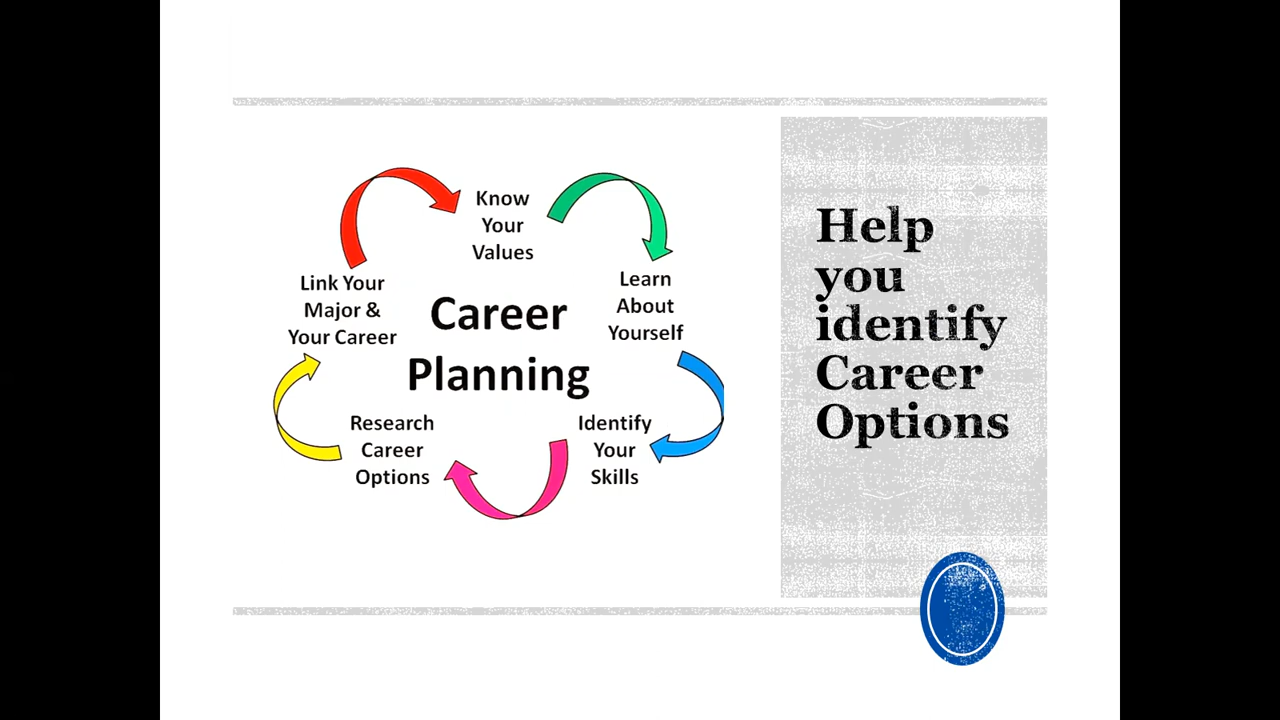 Know
Your
Values
Learn
About
Yourself
Identify
Your
Skills
Research
Career
Options
Link Your
Major &
Your Career
Career
Planning
Help
you
identify
Career
Options